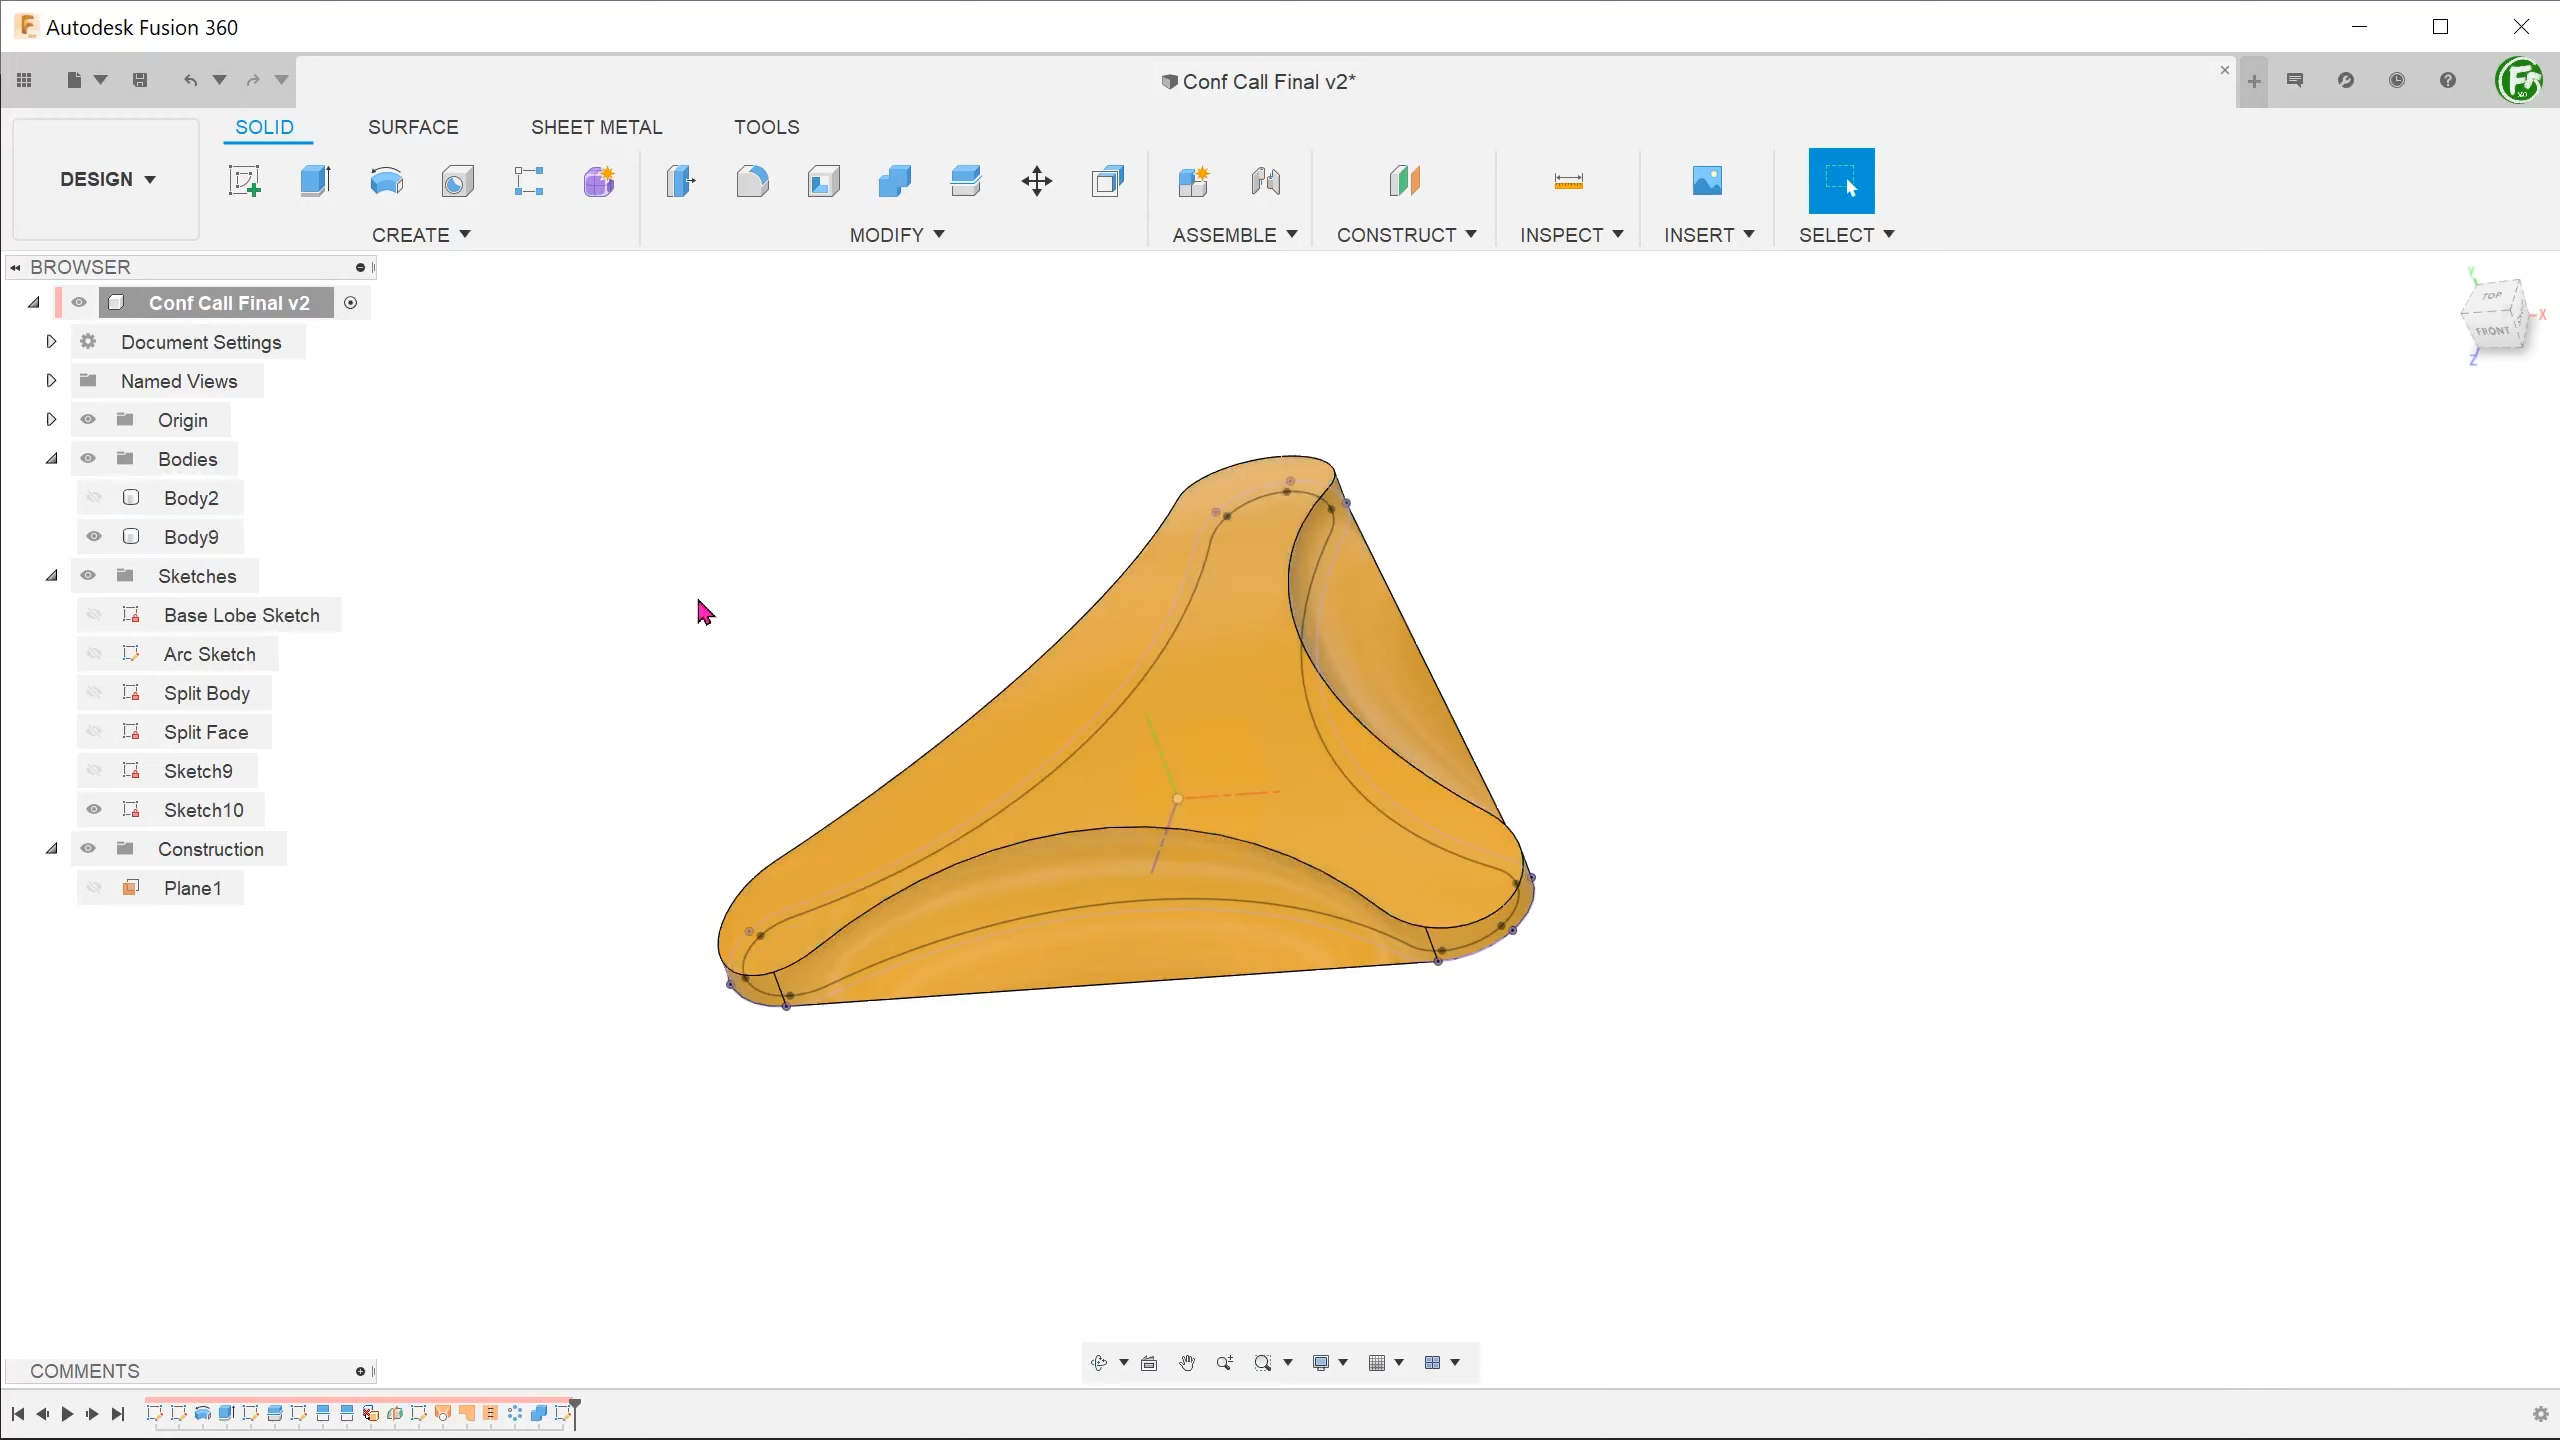 Autodesk Fusion 360
Conf Call Final v2*
SOLID SURFACE SHEET METAL TOOLS
DESIGN
CREATE MODIFY ASSEMBLE CONSTRUCT INSPECT INSERT SELECT
BROWSER
Conf Call Final v2
Document Settings
Named Views
Origin
Bodies
Body2
Body9
Sketches
Base Lobe Sketch
Arc Sketch
Split Body
Split Face
Sketch9
Sketch10
Construction
Plane1
Y
TOP
X
FRONT
Z
COMMENTS